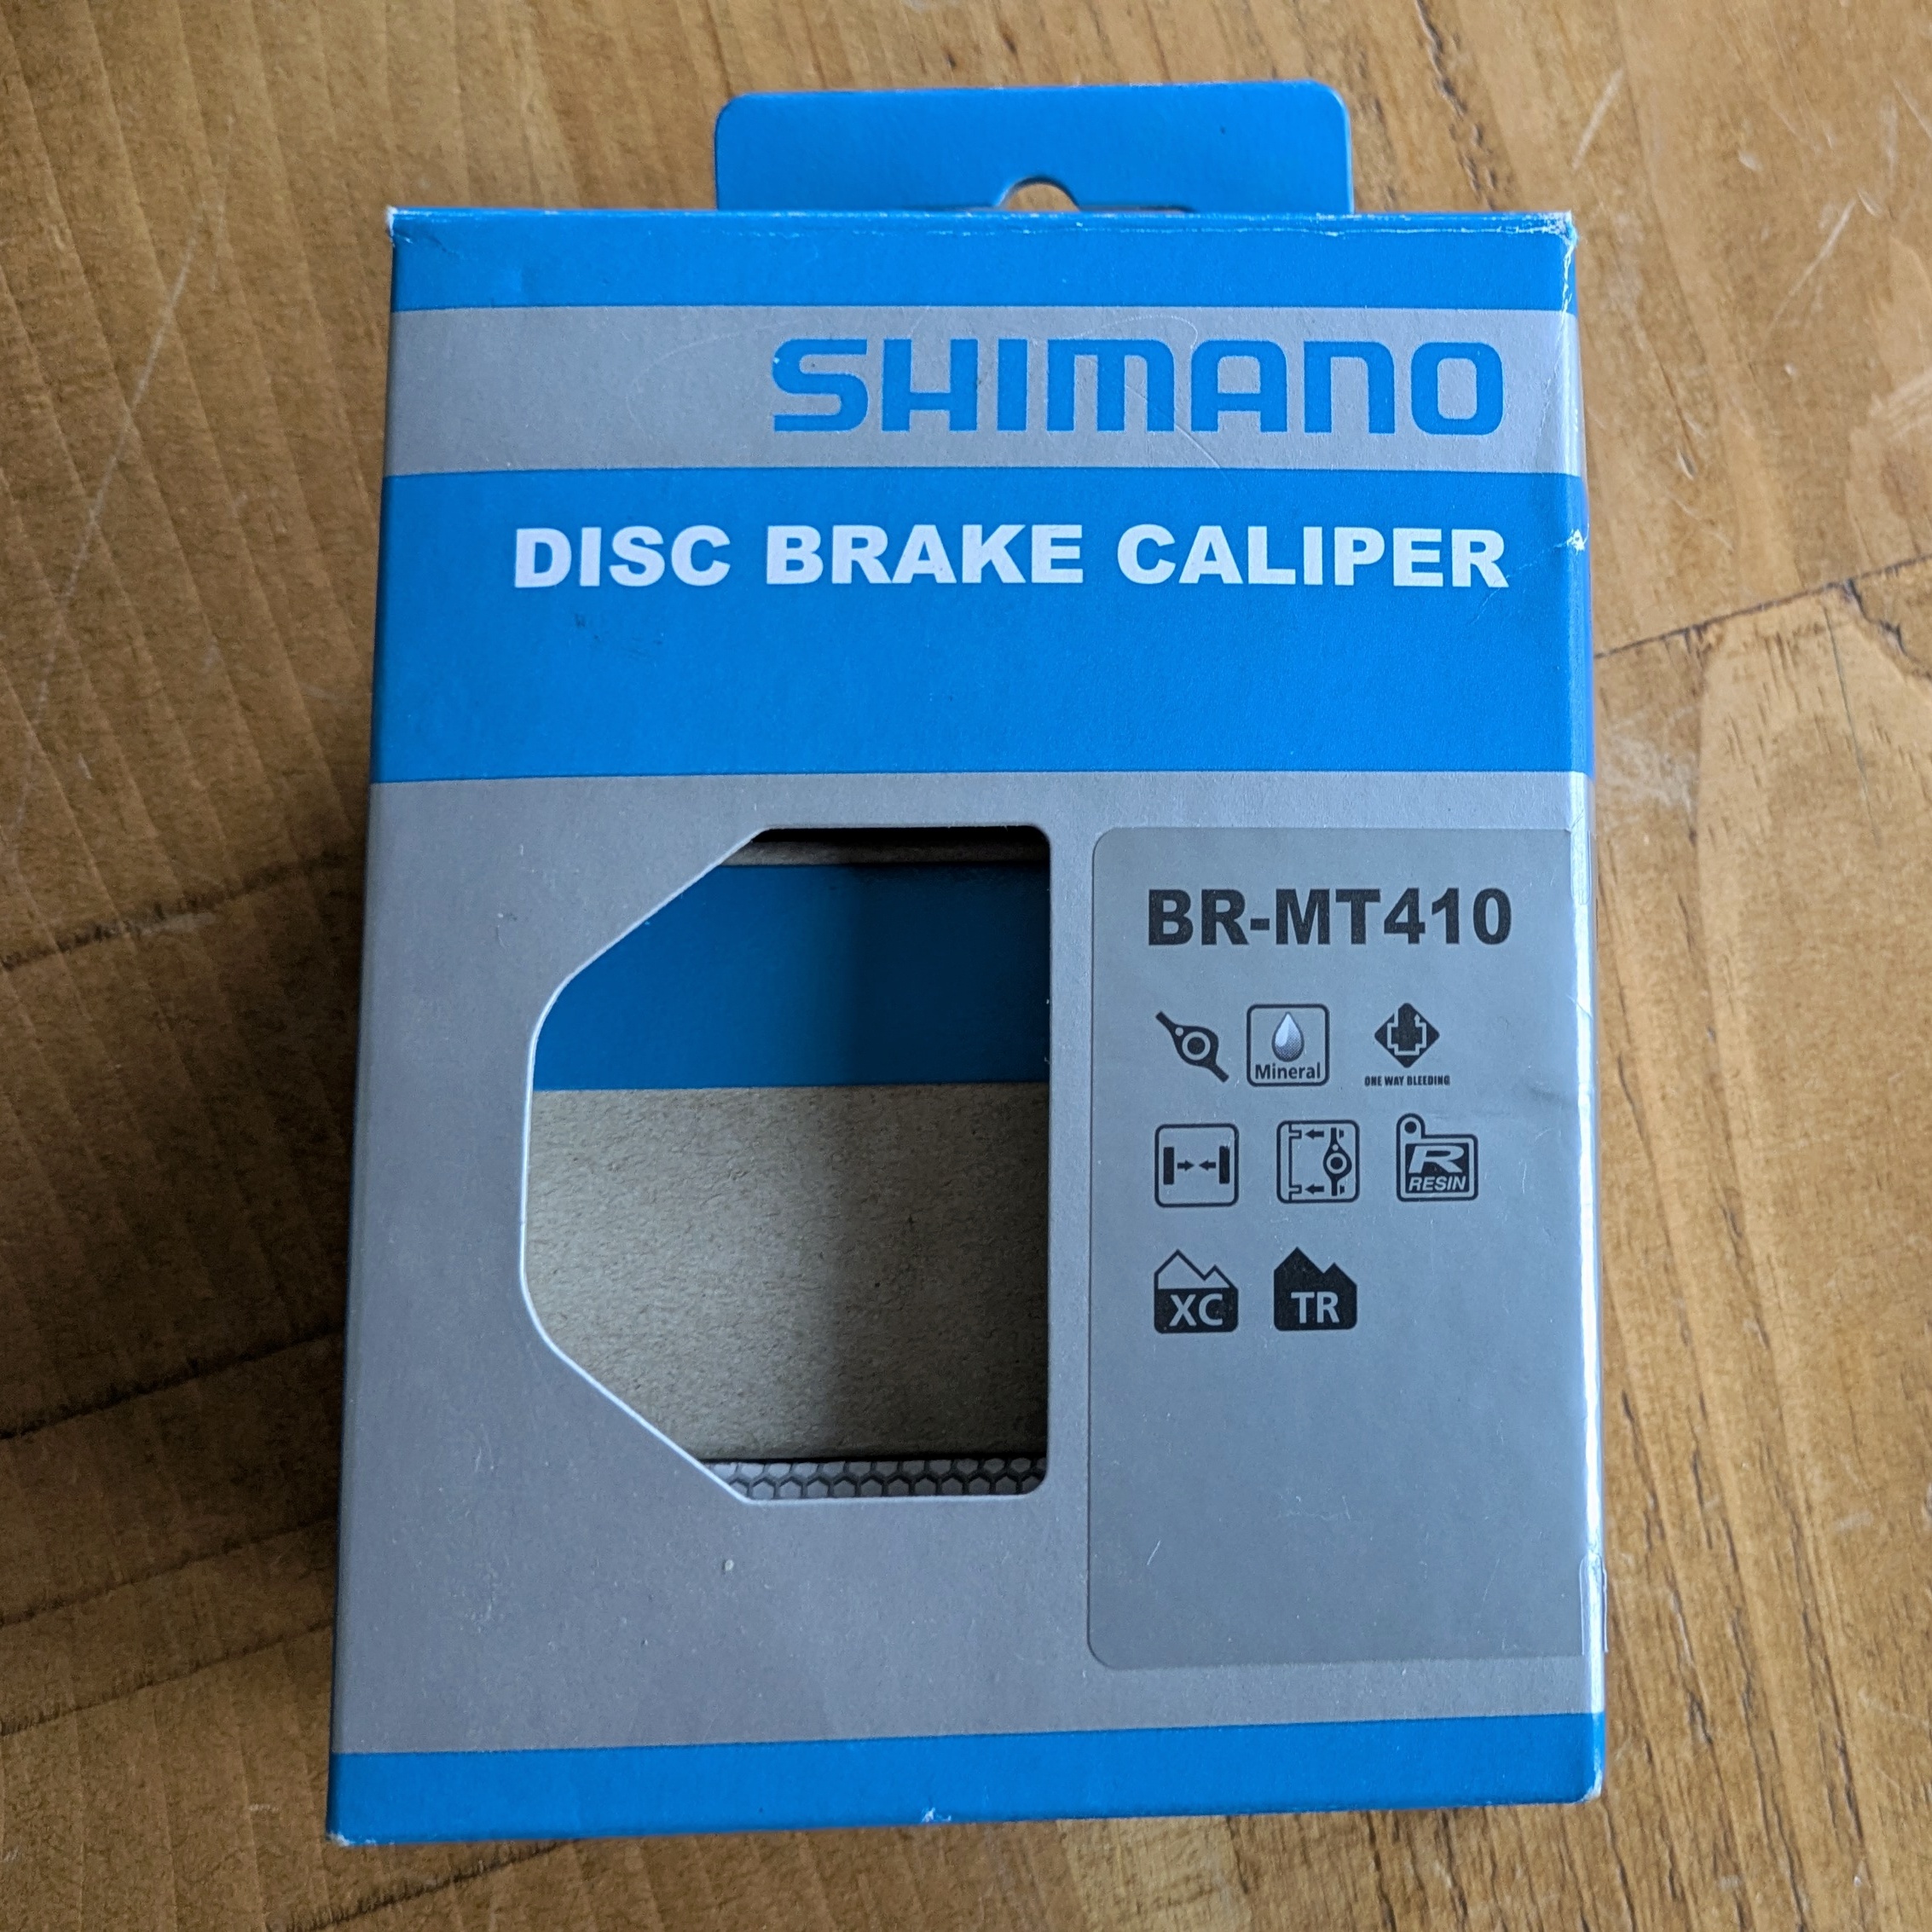 SHIMANO
DISC BRAKE CALIPER
BR-MT410
Mineral
ONE WAY BLEEDING
R
RESIN
XC
TR